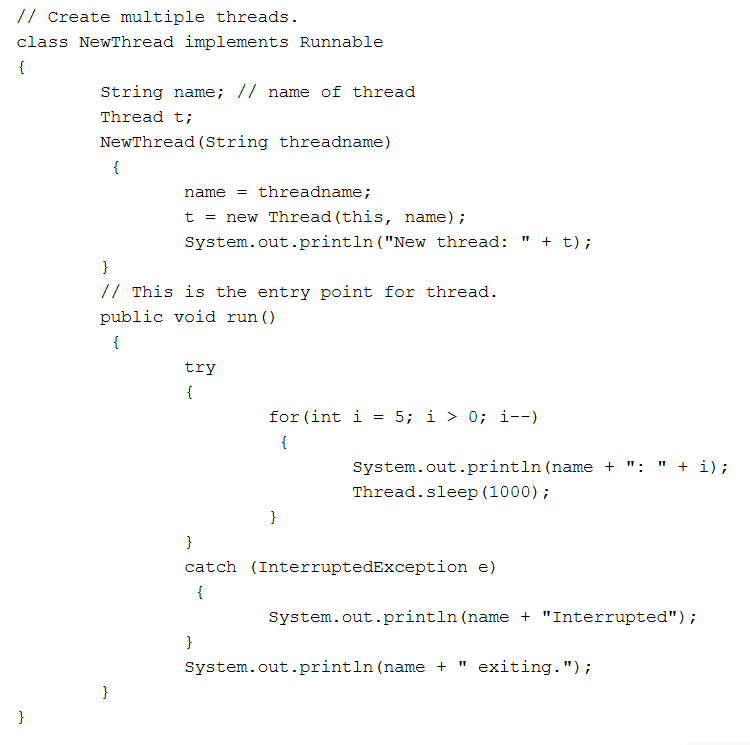 // Create multiple threads.
class NewThread implements Runnable
{
String name; // name of thread
Thread t;
NewThread(String threadname)
{
name = threadname;
t = new Thread(this, name);
System.out.println("New thread: " + t);
}
// This is the entry point for thread.
public void run()
{
try
{
for(int i = 5; i > 0; i--)
{
System.out.println(name + ": " + i);
Thread.sleep(1000);
}
}
catch (InterruptedException e)
{
System.out.println(name + "Interrupted");
}
System.out.println(name + " exiting.");
}
}